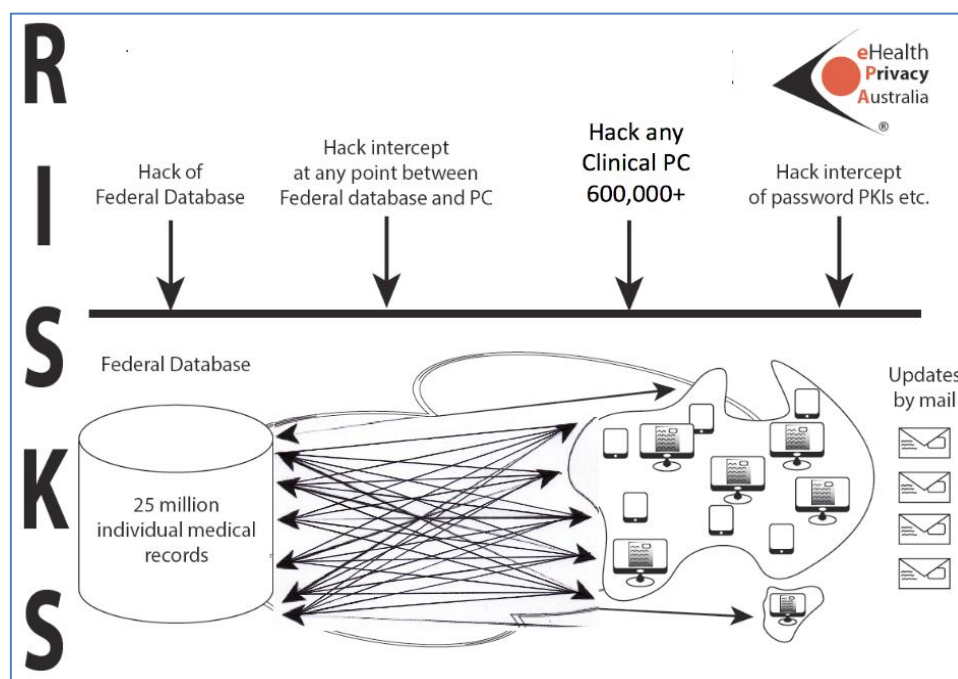 RISKS
eHealth
Privacy
Australia
®
Hack of
Federal Database
Hack intercept
at any point between
Federal database and PC
Hack any
Clinical PC
600,000+
Hack intercept
of password PKIs etc.
Federal Database
25 million
individual medical
records
Updates
by mail